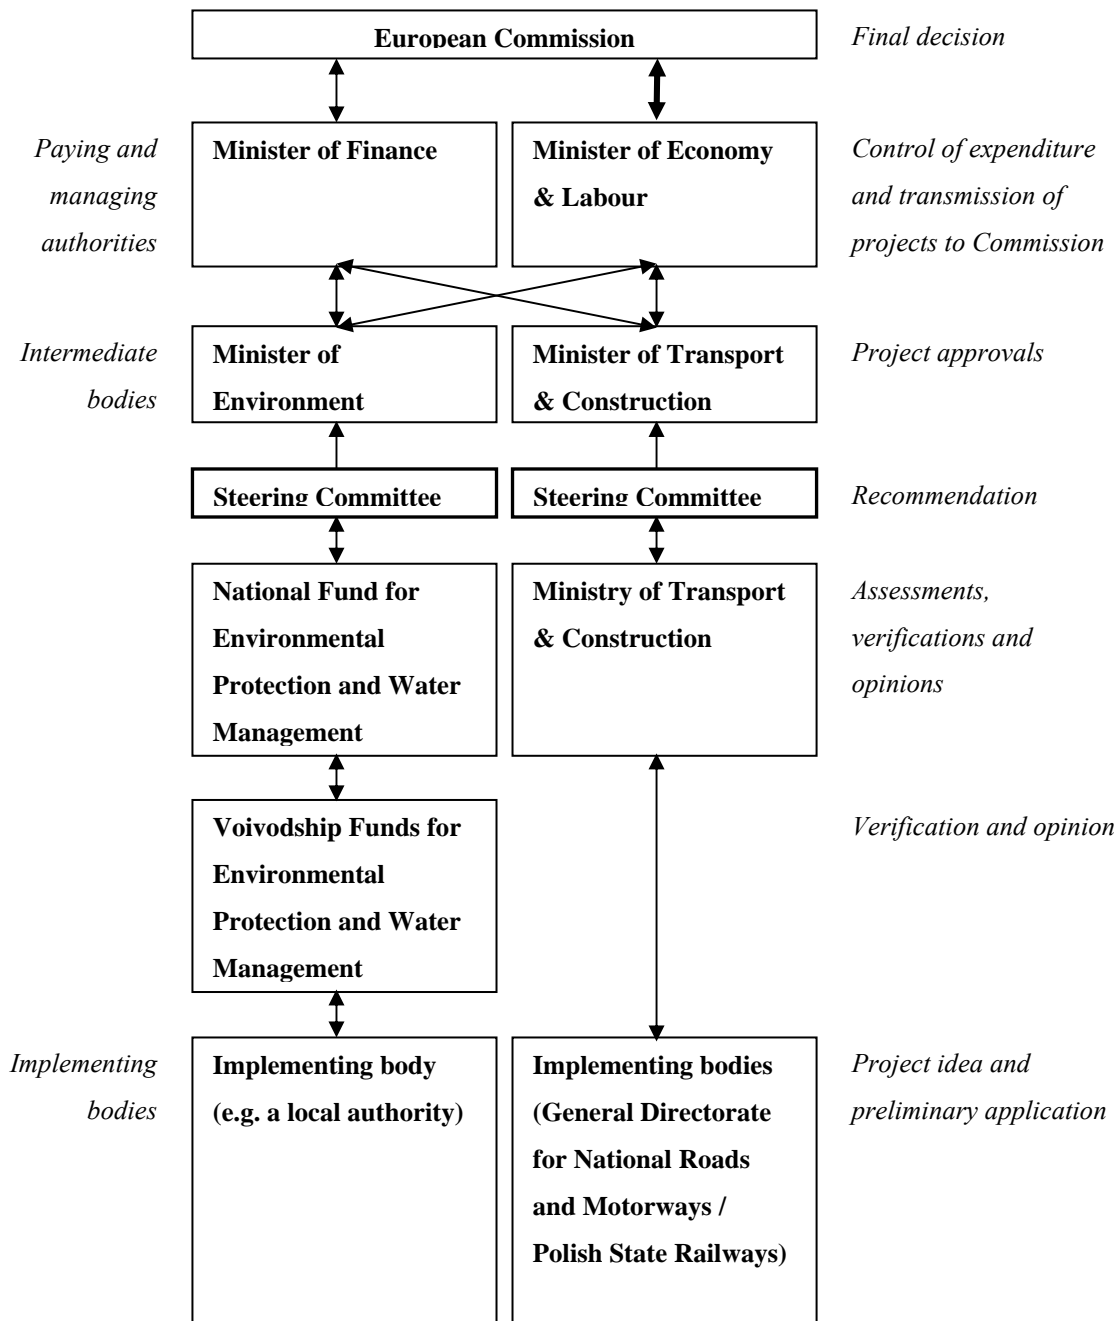 European Commission
Final decision
Paying and
managing
authorities
Minister of Finance
Minister of Economy
& Labour
Control of expenditure
and transmission of
projects to Commission
Intermediate
bodies
Minister of
Environment
Minister of Transport
& Construction
Project approvals
Steering Committee
Steering Committee
Recommendation
National Fund for
Environmental
Protection and Water
Management
Ministry of Transport
& Construction
Assessments,
verifications and
opinions
Voivodship Funds for
Environmental
Protection and Water
Management
Verification and opinion
Implementing
bodies
Implementing body
(e.g. a local authority)
Implementing bodies
(General Directorate
for National Roads
and Motorways /
Polish State Railways)
Project idea and
preliminary application